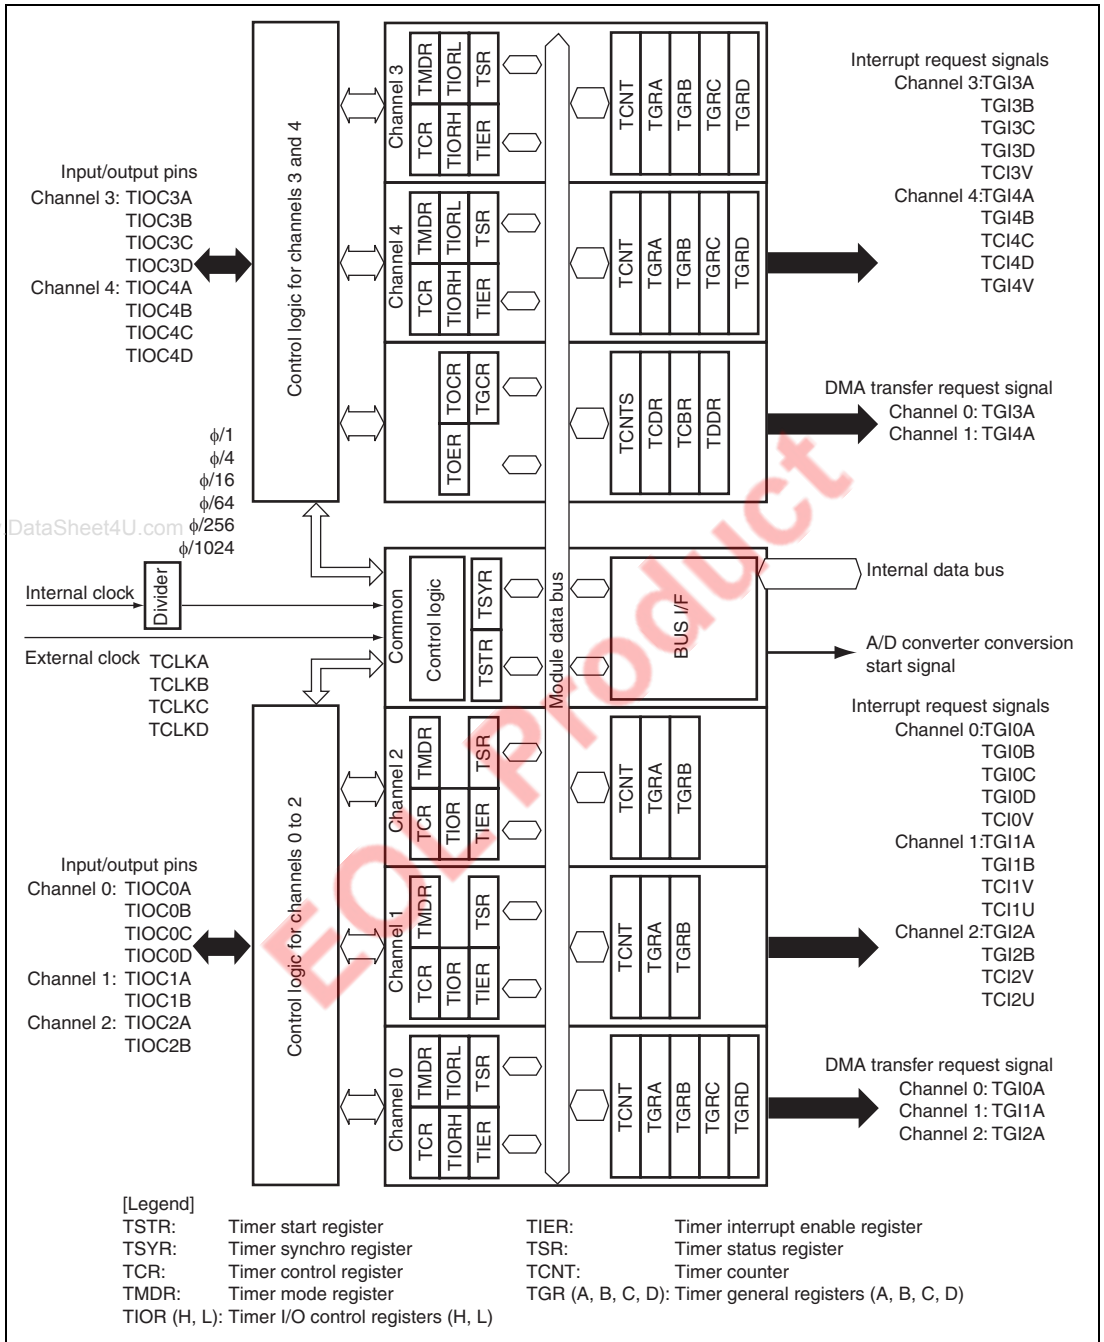 Input/output pins
Channel 3: TIOC3A
TIOC3B
TIOC3C
TIOC3D
Channel 4: TIOC4A
TIOC4B
TIOC4C
TIOC4D
φ/1
φ/4
φ/16
φ/64
φ/256
φ/1024
DataSheet4U.com
Internal clock
Divider
External clock
TCLKA
TCLKB
TCLKC
TCLKD
Input/output pins
Channel 0: TIOC0A
TIOC0B
TIOC0C
TIOC0D
Channel 1: TIOC1A
TIOC1B
Channel 2: TIOC2A
TIOC2B
Control logic for channels 3 and 4
Control logic for channels 0 to 2
Channel 3
TMDR
TIORL
TSR
TCR
TIORH
TIER
TCNT
TGRA
TGRB
TGRC
TGRD
Channel 4
TMDR
TIORL
TSR
TCR
TIORH
TIER
TCNT
TGRA
TGRB
TGRC
TGRD
TOCR
TGCR
TOER
TCNTS
TCDR
TCBR
TDDR
Common
Control logic
TSYR
TSTR
Module data bus
BUS I/F
Channel 2
TMDR
TSR
TCR
TIOR
TIER
TCNT
TGRA
TGRB
Channel 1
TMDR
TSR
TCR
TIOR
TIER
TCNT
TGRA
TGRB
Channel 0
TMDR
TIORL
TSR
TCR
TIORH
TIER
TCNT
TGRA
TGRB
TGRC
TGRD
Interrupt request signals
Channel 3:TGI3A
TGI3B
TGI3C
TGI3D
TCI3V
Channel 4:TGI4A
TGI4B
TCI4C
TCI4D
TGI4V
DMA transfer request signal
Channel 0: TGI3A
Channel 1: TGI4A
Internal data bus
A/D converter conversion
start signal
Interrupt request signals
Channel 0:TGI0A
TGI0B
TGI0C
TGI0D
TCI0V
Channel 1:TGI1A
TGI1B
TCI1V
TCI1U
Channel 2:TGI2A
TGI2B
TCI2V
TCI2U
DMA transfer request signal
Channel 0: TGI0A
Channel 1: TGI1A
Channel 2: TGI2A
EOL Product
[Legend]
TSTR: Timer start register
TSYR: Timer synchro register
TCR: Timer control register
TMDR: Timer mode register
TIOR (H, L): Timer I/O control registers (H, L)
TIER: Timer interrupt enable register
TSR: Timer status register
TCNT: Timer counter
TGR (A, B, C, D): Timer general registers (A, B, C, D)